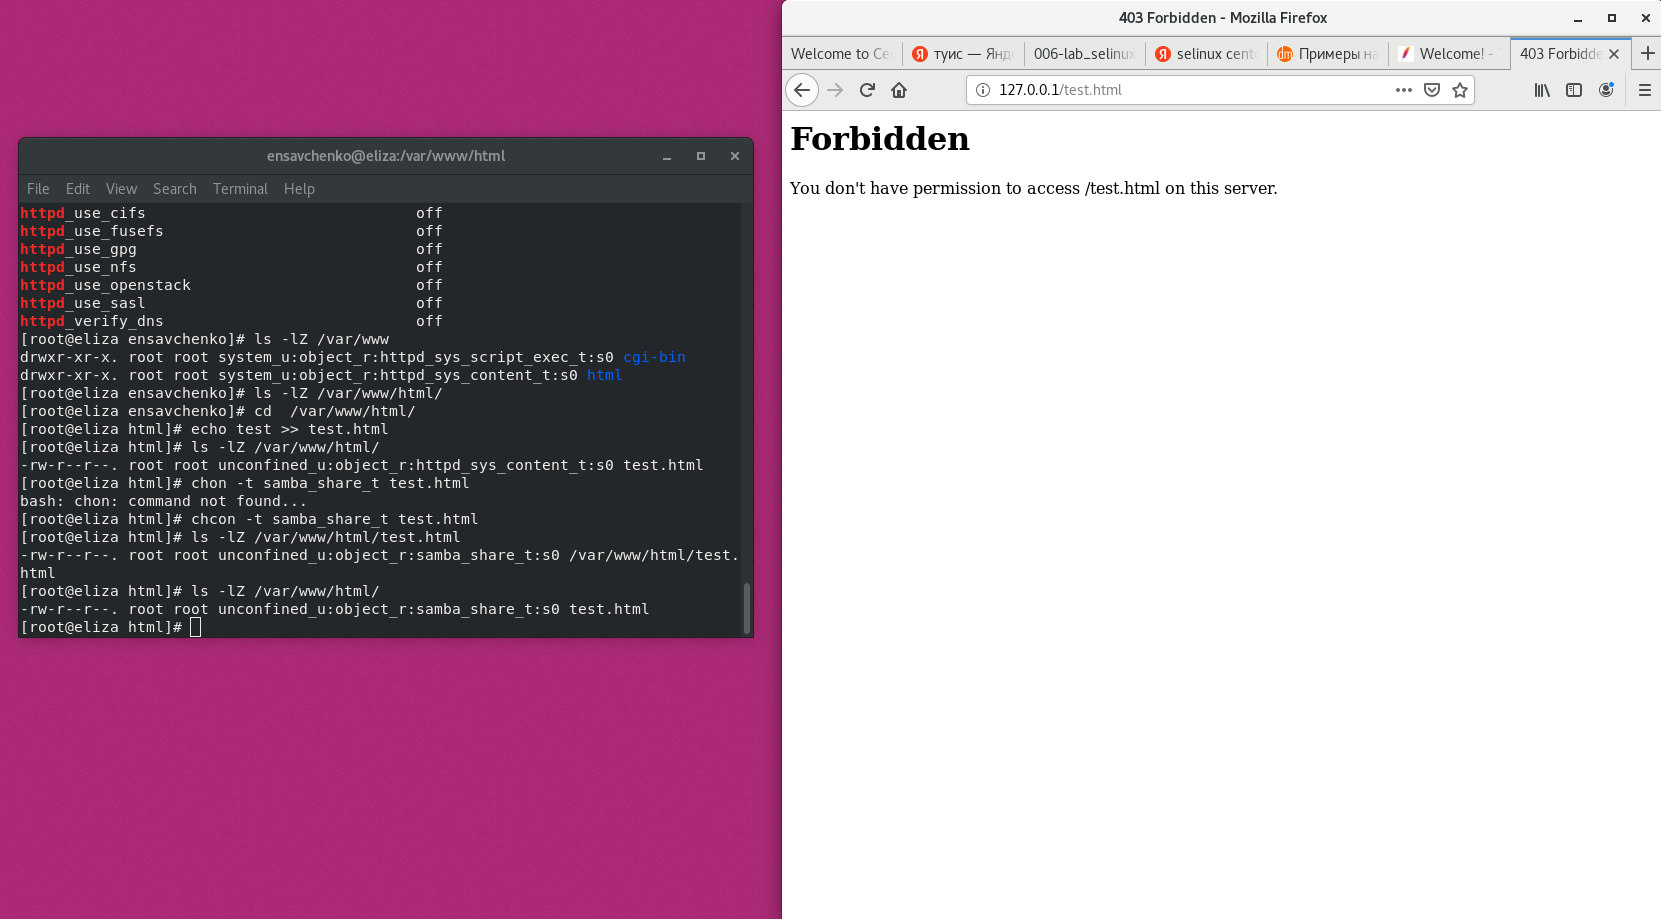 ensavchenko@eliza:/var/www/html
File Edit View Search Terminal Help
httpd_use_cifs off
httpd_use_fusefs off
httpd_use_gpg off
httpd_use_nfs off
httpd_use_openstack off
httpd_use_sasl off
httpd_verify_dns off
[root@eliza ensavchenko]# ls -lZ /var/www
drwxr-xr-x. root root system_u:object_r:httpd_sys_script_exec_t:s0 cgi-bin
drwxr-xr-x. root root system_u:object_r:httpd_sys_content_t:s0 html
[root@eliza ensavchenko]# ls -lZ /var/www/html/
[root@eliza ensavchenko]# cd  /var/www/html/
[root@eliza html]# echo test >> test.html
[root@eliza html]# ls -lZ /var/www/html/
-rw-r--r--. root root unconfined_u:object_r:httpd_sys_content_t:s0 test.html
[root@eliza html]# chon -t samba_share_t test.html
bash: chon: command not found...
[root@eliza html]# chcon -t samba_share_t test.html
[root@eliza html]# ls -lZ /var/www/html/test.html
-rw-r--r--. root root unconfined_u:object_r:samba_share_t:s0 /var/www/html/test.
html
[root@eliza html]# ls -lZ /var/www/html/
-rw-r--r--. root root unconfined_u:object_r:samba_share_t:s0 test.html
[root@eliza html]#
403 Forbidden - Mozilla Firefox
Welcome to Ce туис — Янд 006-lab_selinux selinux cent Примеры на Welcome! - 403 Forbidde
127.0.0.1/test.html
Forbidden
You don't have permission to access /test.html on this server.